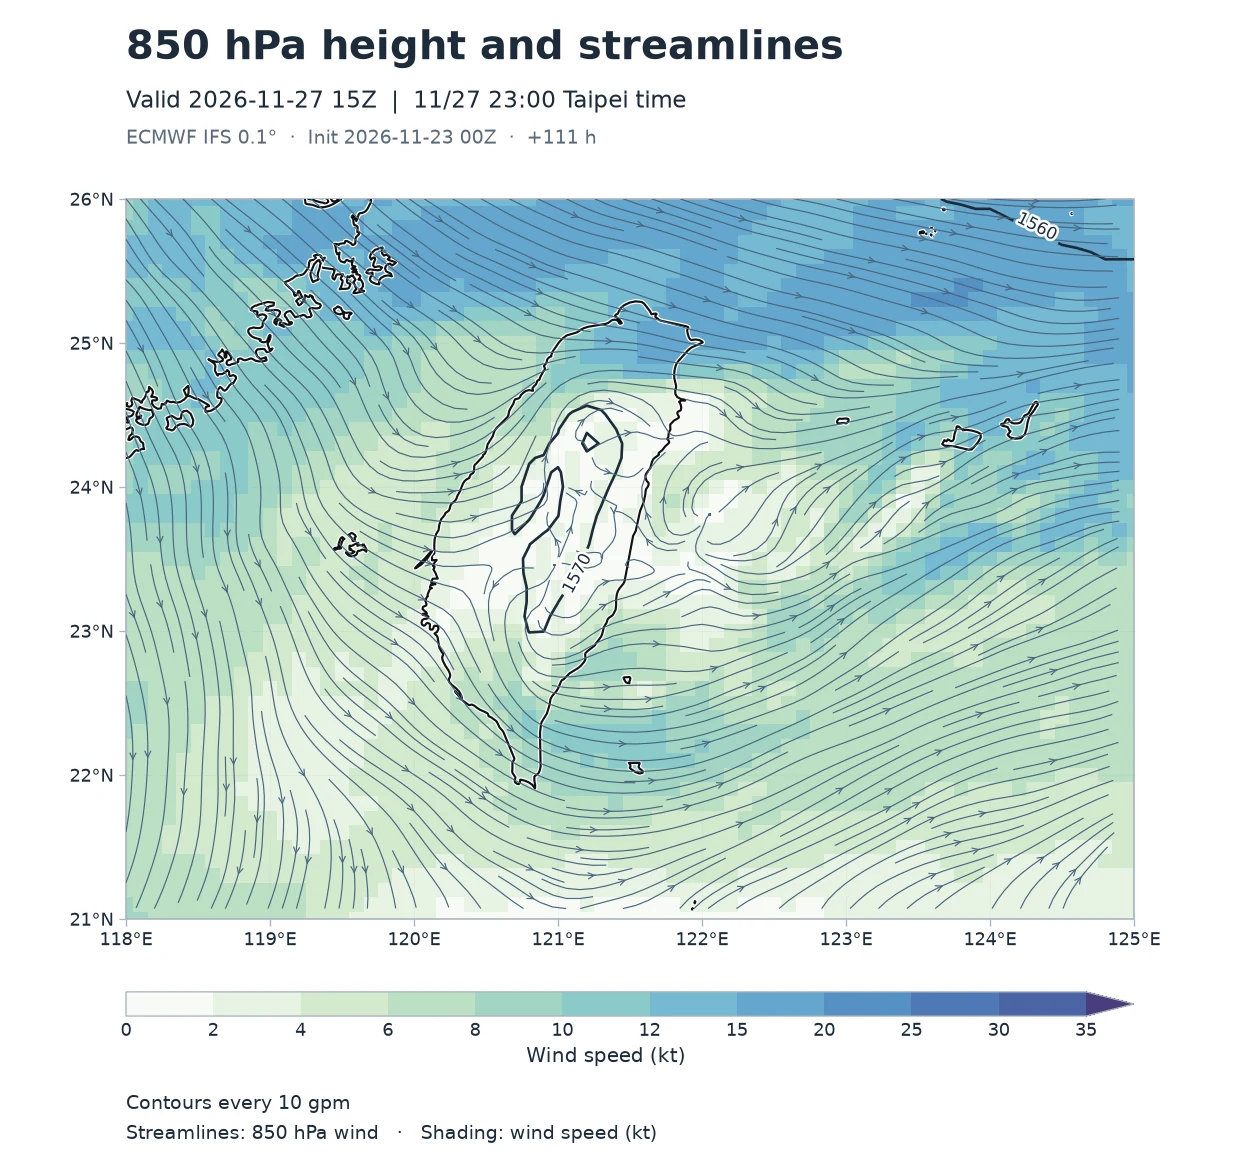 850 hPa height and streamlines
Valid 2026-11-27 15Z | 11/27 23:00 Taipei time
ECMWF IFS 0.1° · Init 2026-11-23 00Z · +111 h
26°N
1560
25°N
24°N
1570
23°N
22°N
21°N
118°E 119°E 120°E 121°E 122°E 123°E 124°E 125°E
0 2 4 6 8 10 12 15 20 25 30 35
Wind speed (kt)
Contours every 10 gpm
Streamlines: 850 hPa wind · Shading: wind speed (kt)